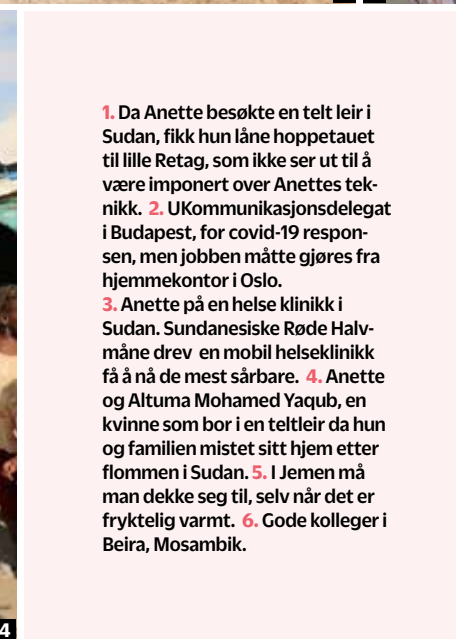 1. Da Anette besøkte en telt leir i
Sudan, fikk hun låne hoppetauet
til lille Retag, som ikke ser ut til å
være imponert over Anettes tek-
nikk. 2. UKommunikasjonsdelegat
i Budapest, for covid-19 respon-
sen, men jobben måtte gjøres fra
hjemmekontor i Oslo.
3. Anette på en helse klinikk i
Sudan. Sundanesiske Røde Halv-
måne drev en mobil helseklinikk
få å nå de mest sårbare. 4. Anette
og Altuma Mohamed Yaqub, en
kvinne som bor i en teltleir da hun
og familien mistet sitt hjem etter
flommen i Sudan. 5. I Jemen må
man dekke seg til, selv når det er
fryktelig varmt. 6. Gode kolleger i
Beira, Mosambik.
4